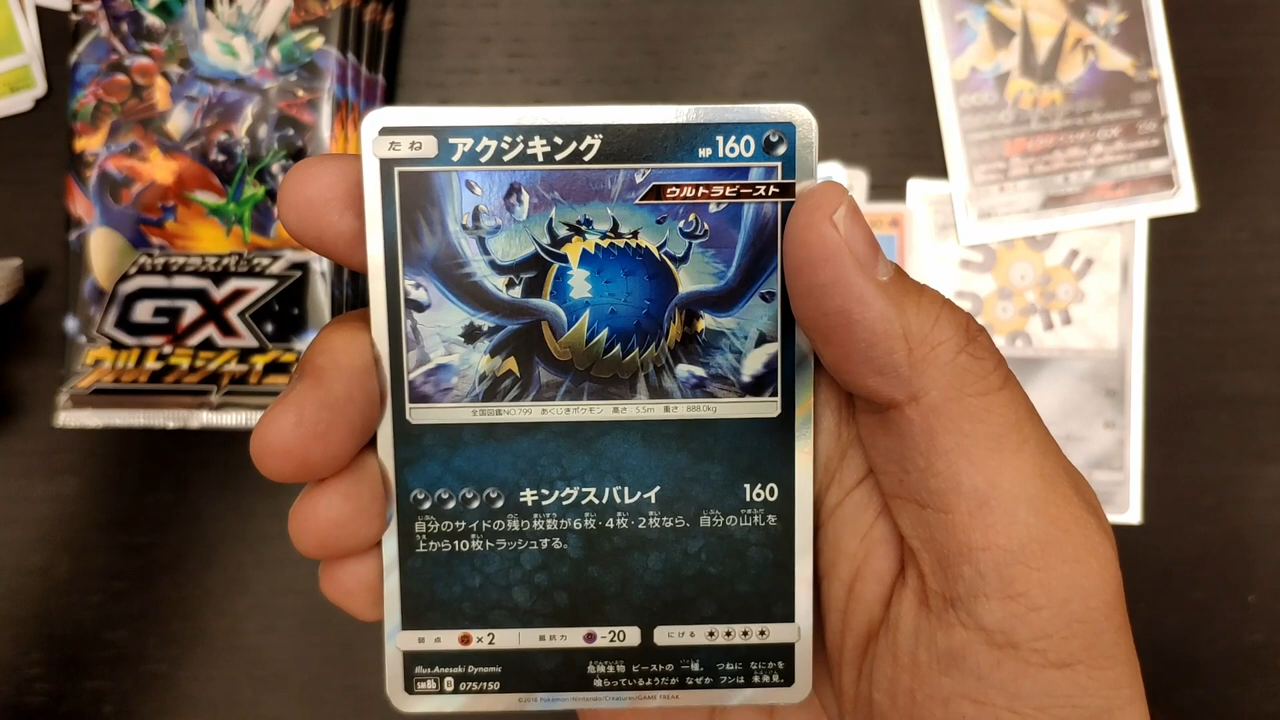 たね アクジキング HP 160
ウルトラビースト
全国図鑑NO.799 あくじきポケモン 高さ:5.5m 重さ:888.0kg
キングスバレイ 160
自分のサイドの残り枚数が6枚・4枚・2枚なら、自分の山札を
上から10枚トラッシュする。
弱点 ×2 抵抗力 -20 にげる
Illus.Anesaki Dynamic
SM8b B 075/150
危険生物 ビーストの 一種。 つねに なにかを
喰らっているようだが なぜか フンは 未発見。
©2018 Pokémon/Nintendo/Creatures/GAME FREAK
ハイクラスパック
GX
ウルトラシャイニ